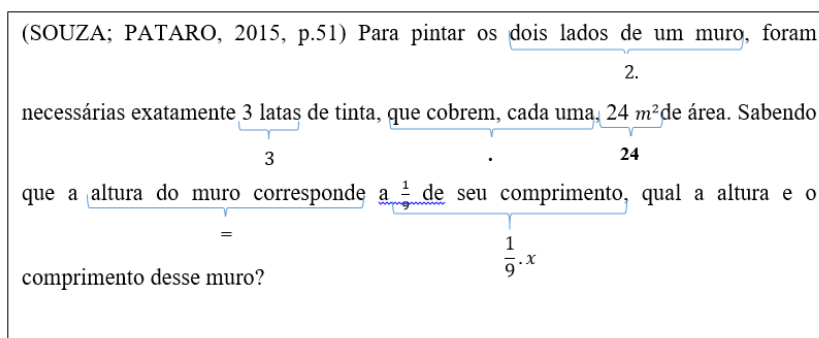 (SOUZA; PATARO, 2015, p.51) Para pintar os dois lados de um muro, foram
2.
necessárias exatamente 3 latas de tinta, que cobrem, cada uma, 24 m² de área. Sabendo
3 . 24
que a altura do muro corresponde a 1/9 de seu comprimento, qual a altura e o
= 1/9 . x
comprimento desse muro?